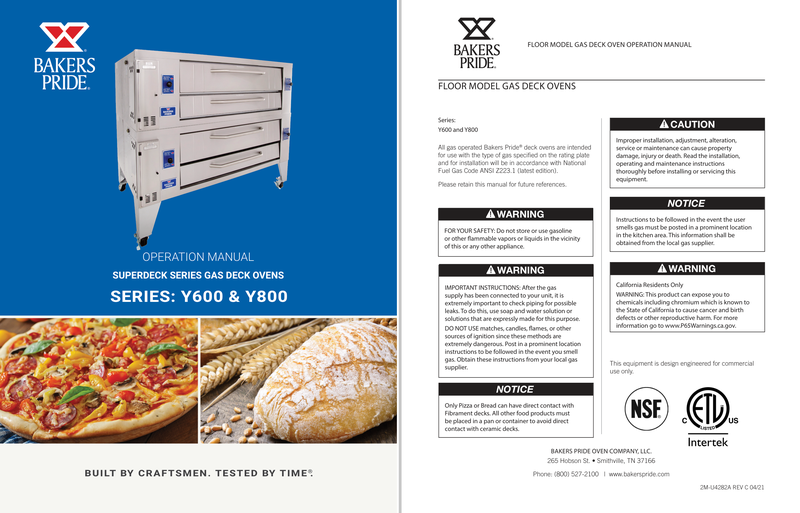 BAKERS
PRIDE®
OPERATION MANUAL
SUPERDECK SERIES GAS DECK OVENS
SERIES: Y600 & Y800
BUILT BY CRAFTSMEN. TESTED BY TIME®.
BAKERS
PRIDE®
FLOOR MODEL GAS DECK OVEN OPERATION MANUAL
FLOOR MODEL GAS DECK OVENS
Series:
Y600 and Y800
All gas operated Bakers Pride® deck ovens are intended
for use with the type of gas specified on the rating plate
and for installation will be in accordance with National
Fuel Gas Code ANSI Z223.1 (latest edition).
Please retain this manual for future references.
WARNING
FOR YOUR SAFETY: Do not store or use gasoline
or other flammable vapors or liquids in the vicinity
of this or any other appliance.
WARNING
IMPORTANT INSTRUCTIONS: After the gas
supply has been connected to your unit, it is
extremely important to check piping for possible
leaks. To do this, use soap and water solution or
solutions that are expressly made for this purpose.
DO NOT USE matches, candles, flames, or other
sources of ignition since these methods are
extremely dangerous. Post in a prominent location
instructions to be followed in the event you smell
gas. Obtain these instructions from your local gas
supplier.
NOTICE
Only Pizza or Bread can have direct contact with
Fibrament decks. All other food products must
be placed in a pan or container to avoid direct
contact with ceramic decks.
CAUTION
Improper installation, adjustment, alteration,
service or maintenance can cause property
damage, injury or death. Read the installation,
operating and maintenance instructions
thoroughly before installing or servicing this
equipment.
NOTICE
Instructions to be followed in the event the user
smells gas must be posted in a prominent location
in the kitchen area. This information shall be
obtained from the local gas supplier.
WARNING
California Residents Only
WARNING: This product can expose you to
chemicals including chromium which is known to
the State of California to cause cancer and birth
defects or other reproductive harm. For more
information go to www.P65Warnings.ca.gov.
This equipment is design engineered for commercial
use only.
NSF®
C ETL US
LISTED
Intertek
BAKERS PRIDE OVEN COMPANY, LLC.
265 Hobson St. • Smithville, TN 37166
Phone: (800) 527-2100 | www.bakerspride.com
2M-U4282A REV C 04/21